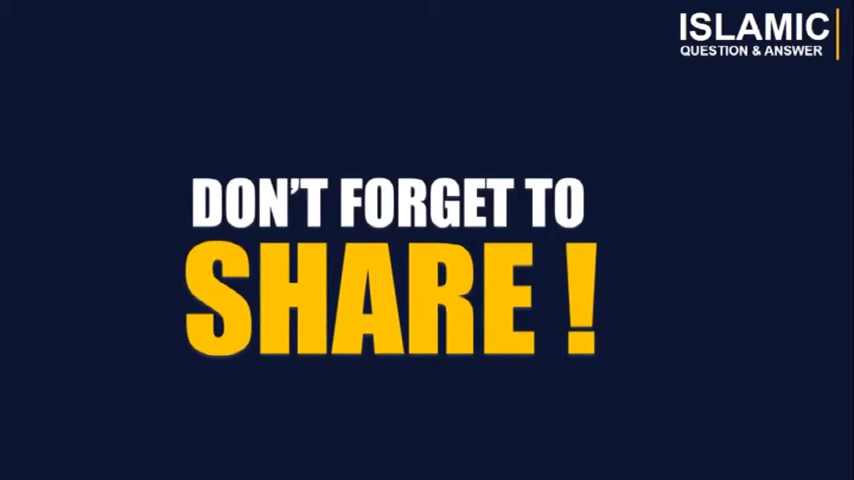 ISLAMIC
QUESTION & ANSWER
DON'T FORGET TO
SHARE !